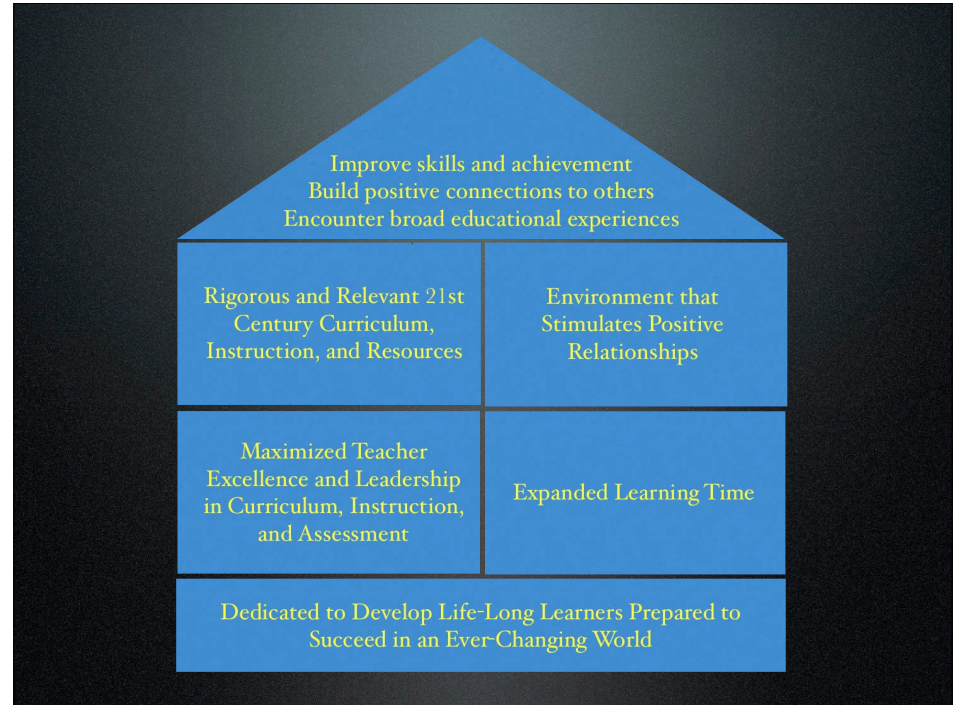 Improve skills and achievement
Build positive connections to others
Encounter broad educational experiences
Rigorous and Relevant 21st
Century Curriculum,
Instruction, and Resources
Environment that
Stimulates Positive
Relationships
Maximized Teacher
Excellence and Leadership
in Curriculum, Instruction,
and Assessment
Expanded Learning Time
Dedicated to Develop Life-Long Learners Prepared to
Succeed in an Ever-Changing World